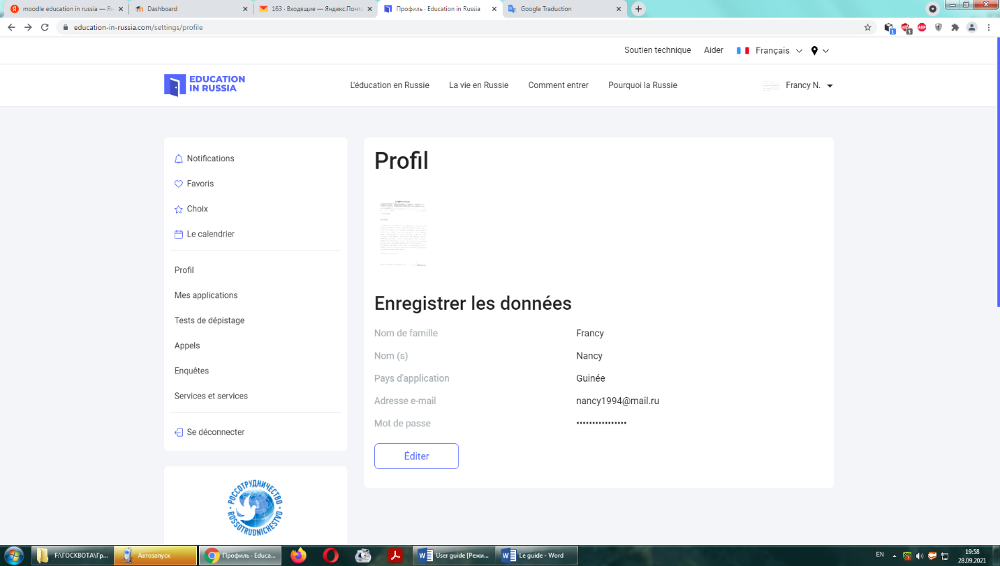 moodle education in russia — Ян
Dashboard
163 · Входящие — Яндекс.Почта
Профиль · Education in Russia
Google Traduction
education-in-russia.com/settings/profile
1
3
ABP
Soutien technique
Aider
Français
EDUCATION
IN RUSSIA
L'éducation en Russie
La vie en Russie
Comment entrer
Pourquoi la Russie
Francy N.
Notifications
Favoris
Choix
Le calendrier
Profil
Mes applications
Tests de dépistage
Appels
Enquêtes
Services et services
Se déconnecter
РОССОТРУДНИЧЕСТВО
ROSSOTRUDNICHESTVO
Profil
Enregistrer les données
Nom de famille Francy
Nom (s) Nancy
Pays d'application Guinée
Adresse e-mail nancy1994@mail.ru
Mot de passe ••••••••••••••••
Éditer
F:\ГОСКВОТА\Гр...
Автозапуск
Профиль · Educa...
User guide [Режи...
Le guide - Word
EN
19:58
28.09.2021